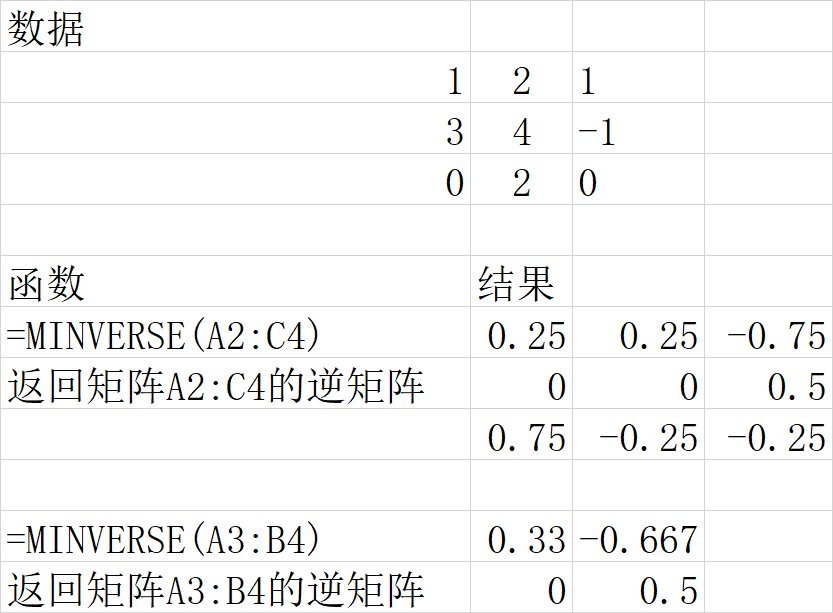 数据
1 2 1
3 4 -1
0 2 0
函数 结果
=MINVERSE(A2:C4) 0.25 0.25 -0.75
返回矩阵A2:C4的逆矩阵 0 0 0.5
0.75 -0.25 -0.25
=MINVERSE(A3:B4) 0.33 -0.667
返回矩阵A3:B4的逆矩阵 0 0.5